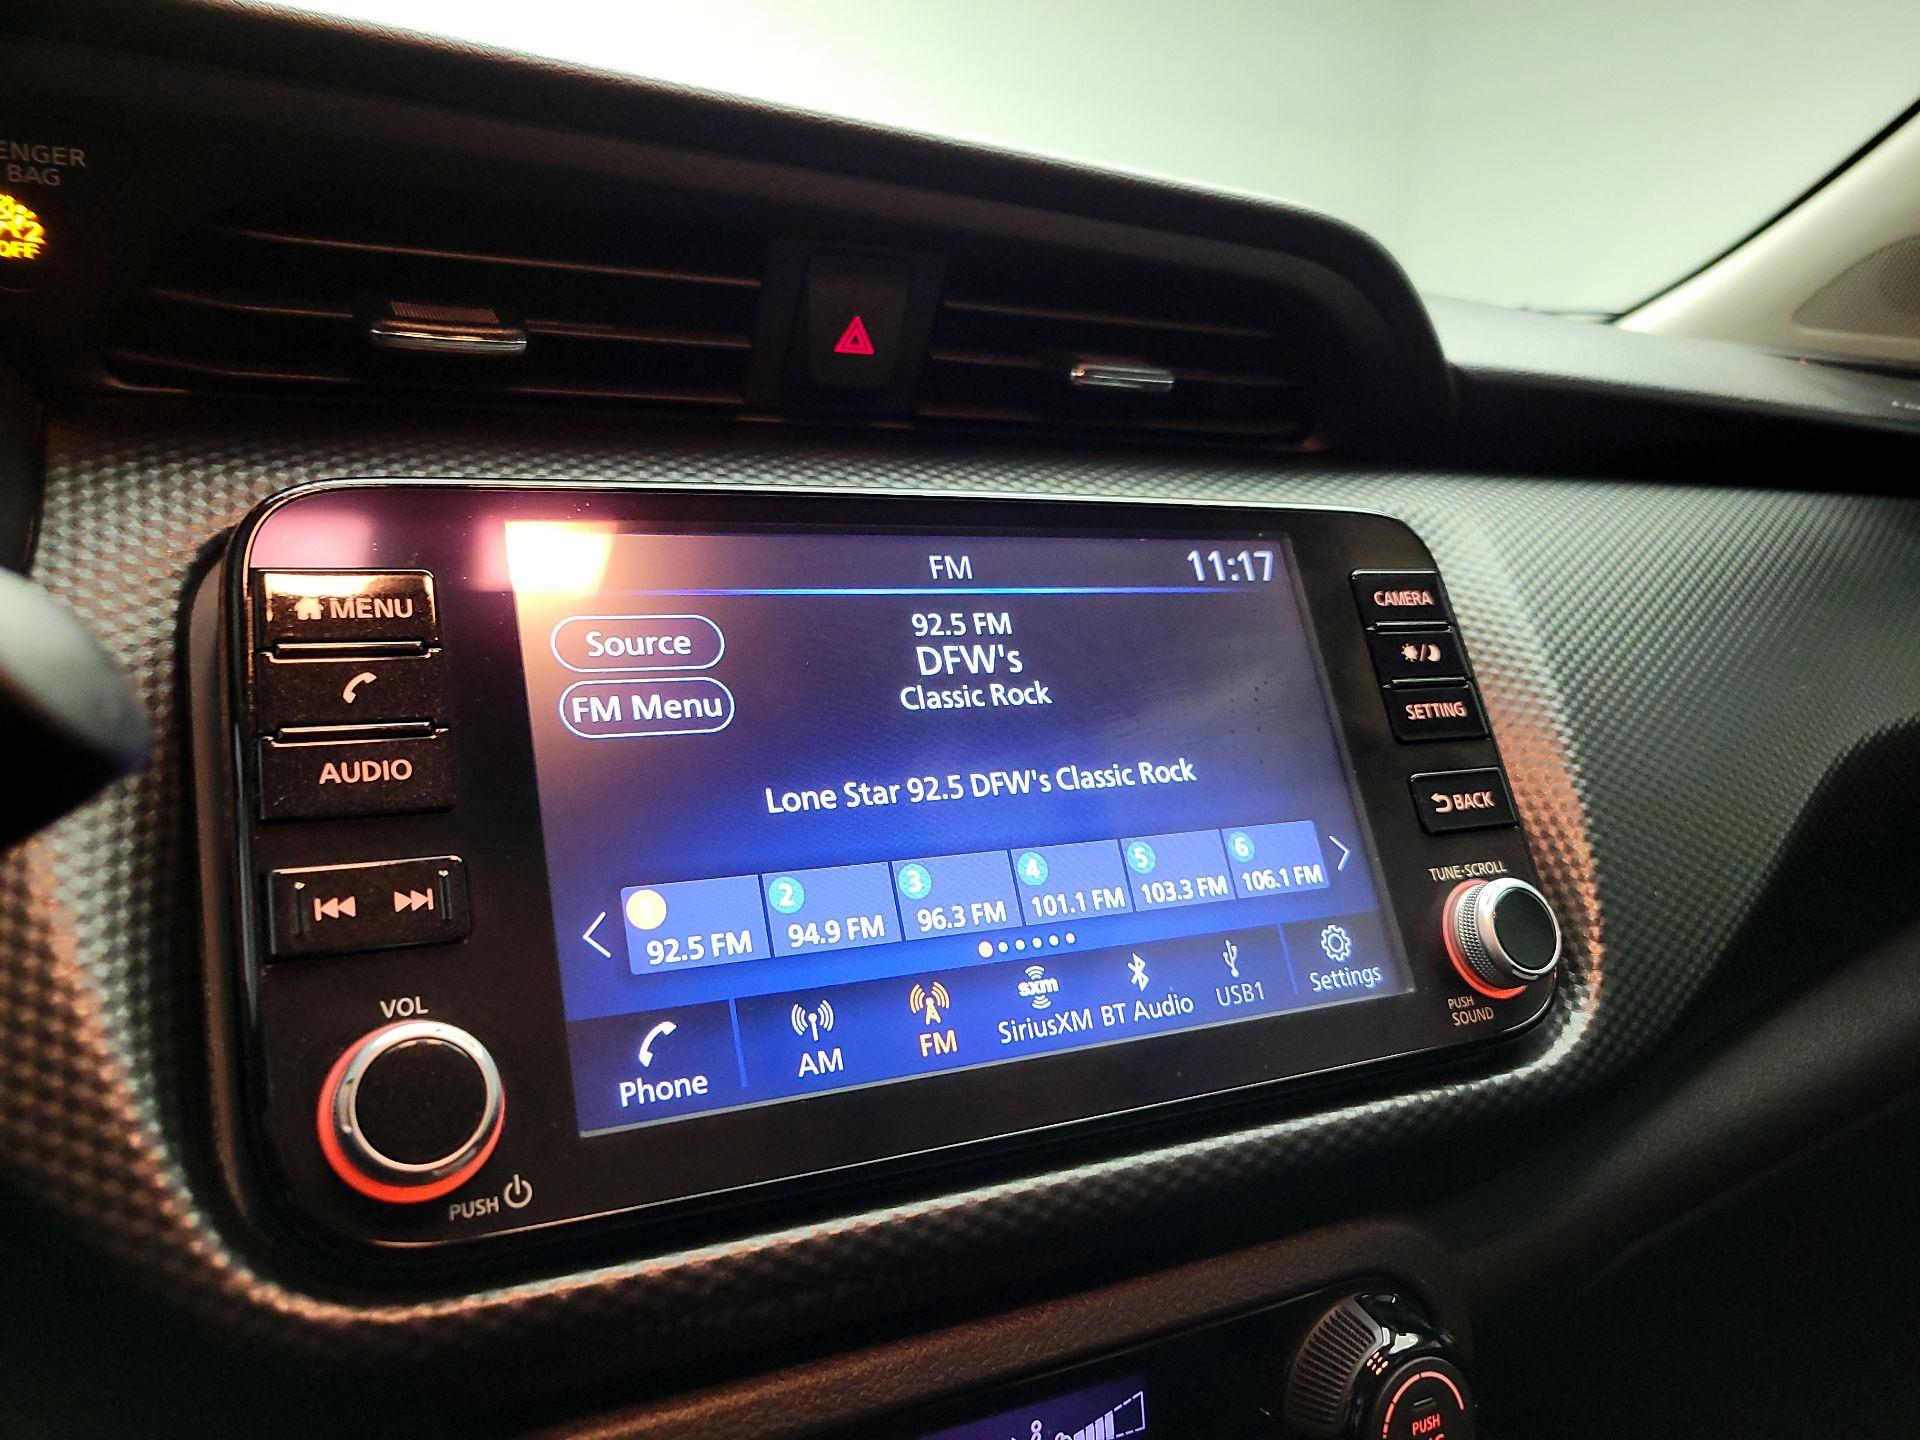 ENGER
BAG
OFF
MENU
AUDIO
VOL
PUSH
FM
11:17
Source
FM Menu
92.5 FM
DFW's
Classic Rock
Lone Star 92.5 DFW's Classic Rock
2
3
4
5
6
92.5 FM
94.9 FM
96.3 FM
101.1 FM
103.3 FM
106.1 FM
Phone
AM
FM
sxm
SiriusXM
BT Audio
USB1
Settings
CAMERA
SETTING
BACK
TUNE-SCROLL
PUSH
SOUND
PUSH